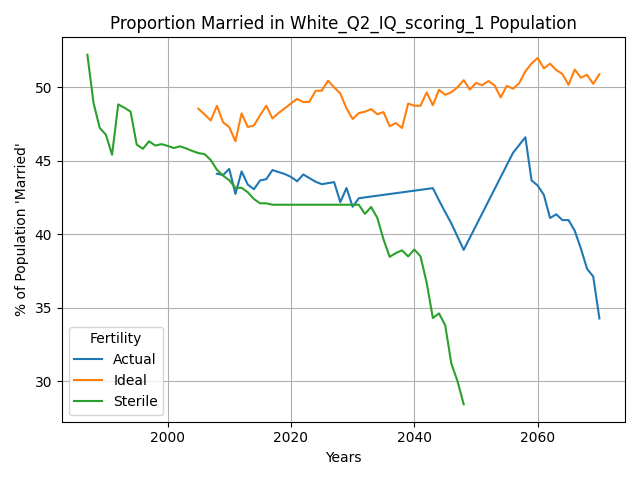 Proportion Married in White_Q2_IQ_scoring_1 Population
% of Population 'Married'
50
45
40
35
30
Fertility
Actual
Ideal
Sterile
2000 2020 2040 2060
Years